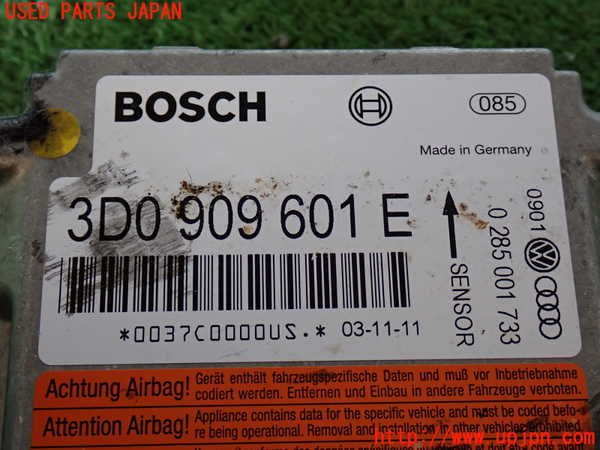 USED PARTS JAPAN
BOSCH
085
Made in Germany
3D0 909 601 E
SENSOR
0 285 001 733
0901
*0037C0000US.*
03-11-11
Achtung Airbag!
Gerät enthält fahrzeugspezifische Daten und muß vor Inbetriebnahme
codiert werden. Entfernen und Einbau in andere Fahrzeuge verboten.
Attention Airbag!
Appliance contains data for the specific vehicle and must be coded befo-
re being operated. Removal and installation in other vehicles prohibited.
http://www.upjpn.com